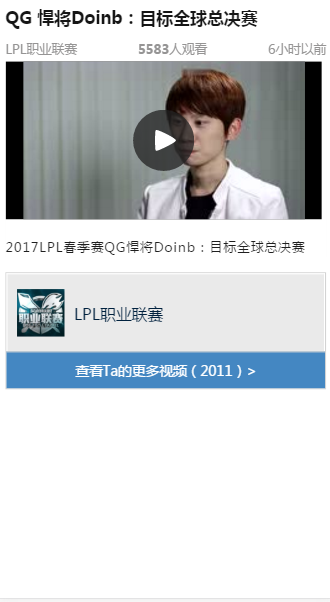 QG 悍将Doinb：目标全球总决赛
LPL职业联赛 5583人观看 6小时以前
2017LPL春季赛QG悍将Doinb：目标全球总决赛
职业联赛
LPL职业联赛
查看Ta的更多视频（2011）>